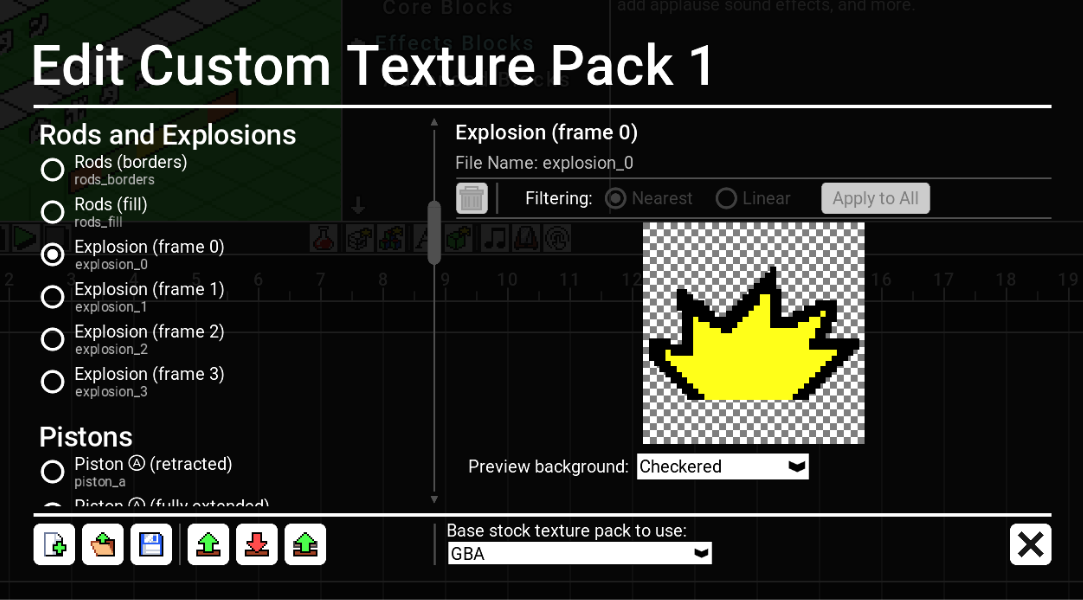 Core Blocks
add applause sound effects, and more.
Effects Blocks
Blocks
Edit Custom Texture Pack 1
Rods and Explosions
Rods (borders)
rods_borders
Rods (fill)
rods_fill
Explosion (frame 0)
explosion_0
Explosion (frame 1)
explosion_1
Explosion (frame 2)
explosion_2
Explosion (frame 3)
explosion_3
Pistons
Piston Ⓐ (retracted)
piston_a
Piston Ⓐ (fully extended)
Explosion (frame 0)
File Name: explosion_0
Filtering: Nearest Linear Apply to All
2 3 4 5 6 7 8 9 10 11 12 16 17 18 19
Preview background: Checkered
Base stock texture pack to use:
GBA